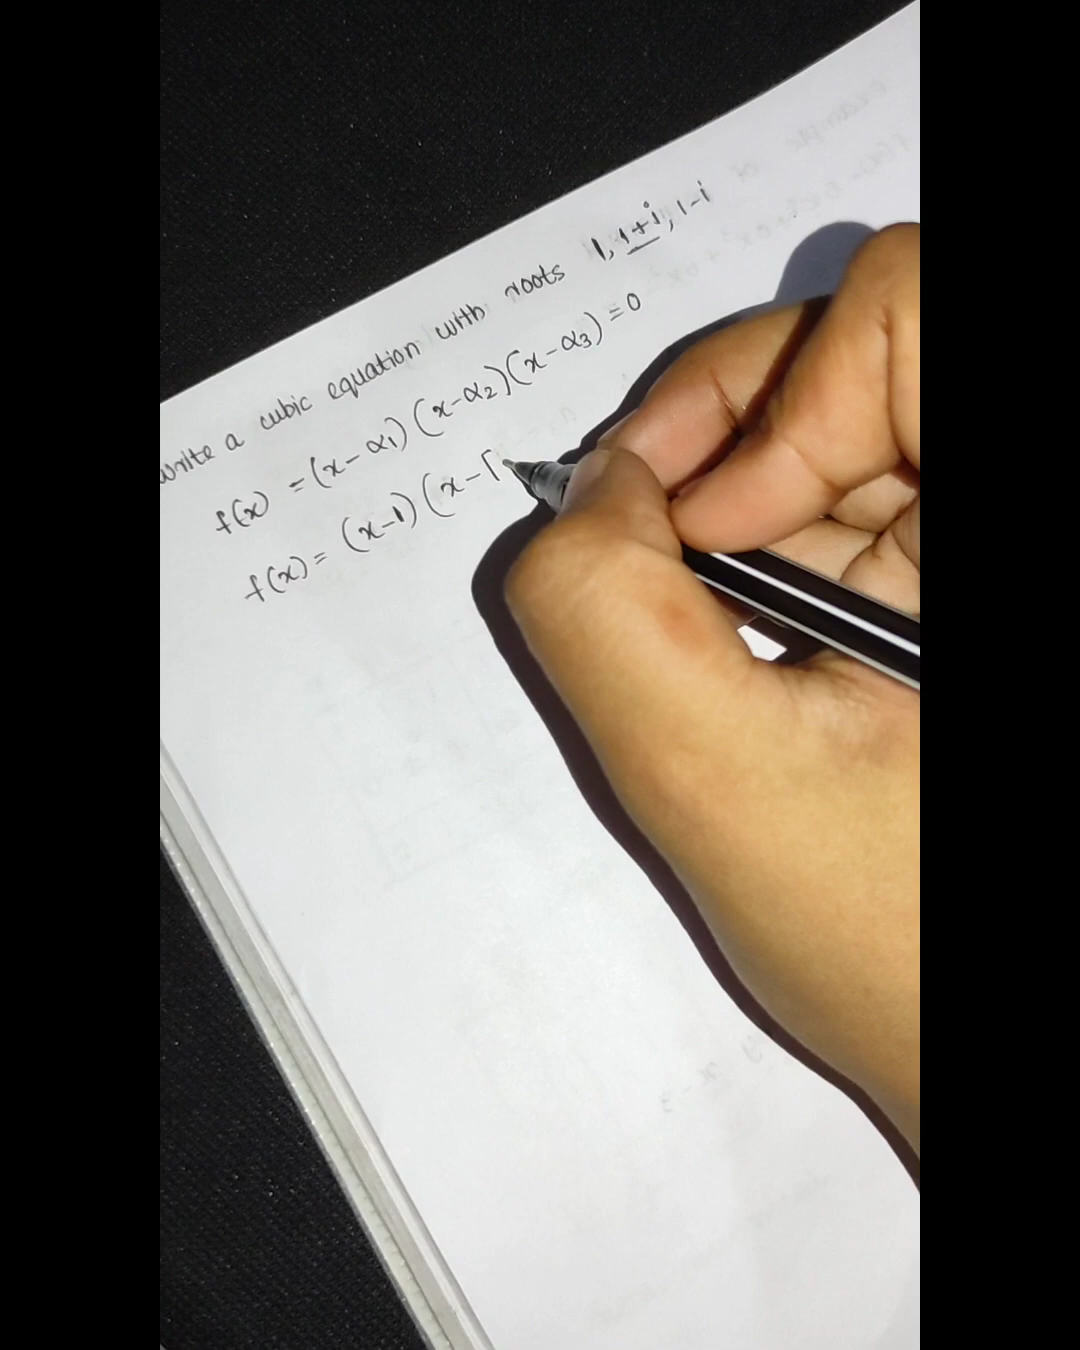 write a cubic equation with roots 1, 1+i, 1-i
f(x) = (x-α1) (x-α2) (x-α3) = 0
f(x) = (x-1) (x-[